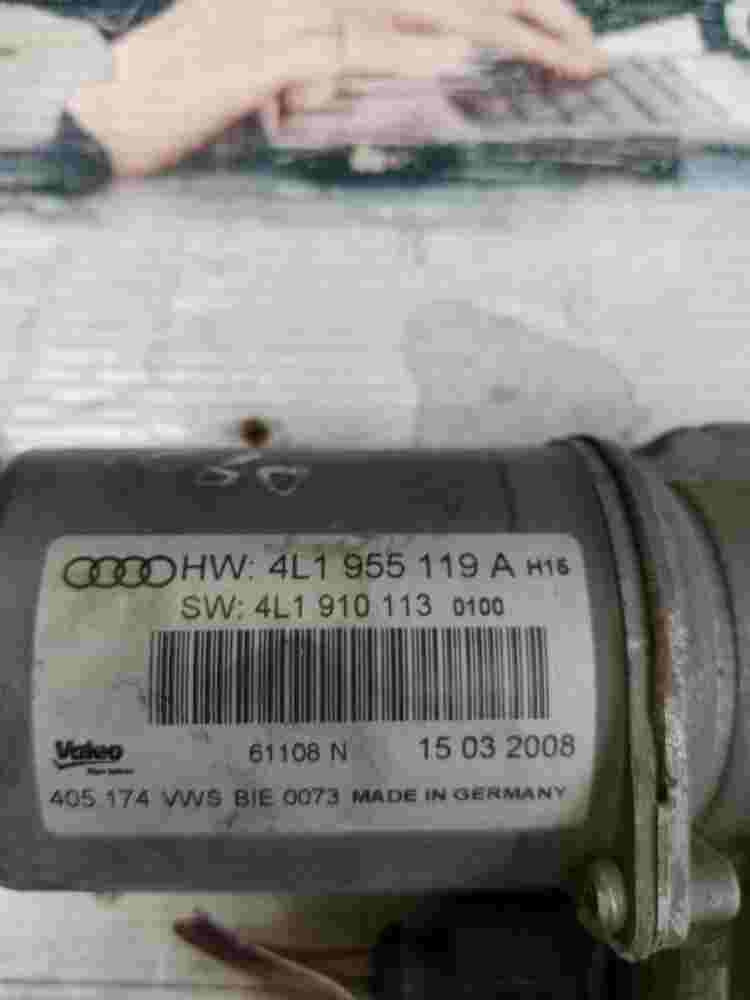 HW: 4L1 955 119 A H15
SW: 4L1 910 113 0100
Valeo 61108 N 15 03 2008
405 174 VWS BIE 0073 MADE IN GERMANY